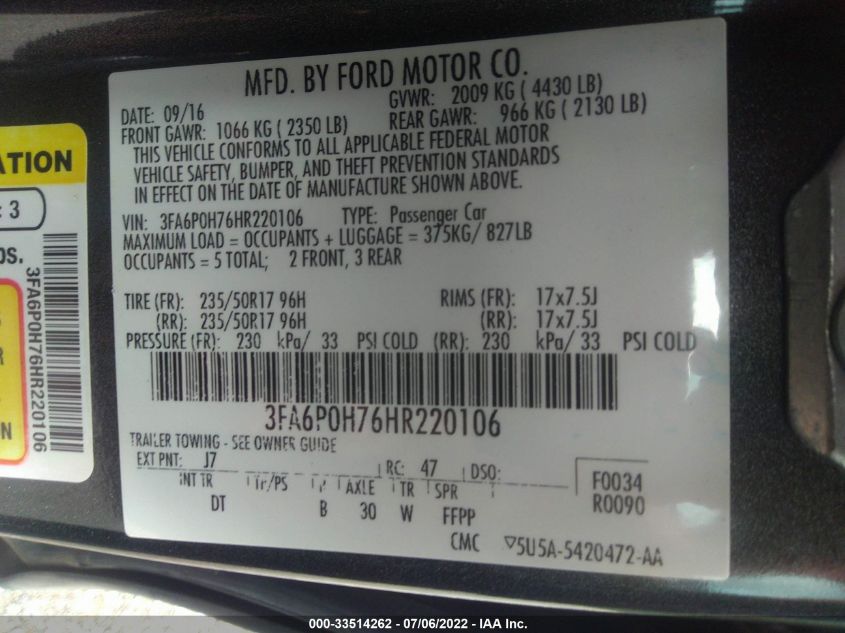 MFD. BY FORD MOTOR CO.
DATE: 09/16 GVWR: 2009 KG ( 4430 LB)
FRONT GAWR: 1066 KG ( 2350 LB) REAR GAWR: 966 KG ( 2130 LB)
THIS VEHICLE CONFORMS TO ALL APPLICABLE FEDERAL MOTOR
VEHICLE SAFETY, BUMPER, AND THEFT PREVENTION STANDARDS
IN EFFECT ON THE DATE OF MANUFACTURE SHOWN ABOVE.
VIN: 3FA6P0H76HR220106 TYPE: Passenger Car
MAXIMUM LOAD = OCCUPANTS + LUGGAGE = 375KG/ 827LB
OCCUPANTS = 5 TOTAL; 2 FRONT, 3 REAR
TIRE (FR): 235/50R17 96H RIMS (FR): 17x7.5J
(RR): 235/50R17 96H (RR): 17x7.5J
PRESSURE (FR): 230 kPa/ 33 PSI COLD (RR): 230 kPa/ 33 PSI COLD
3FA6P0H76HR220106
TRAILER TOWING - SEE OWNER GUIDE
EXT PNT: J7 RC: 47 DSO: F0034
INT TR TP/PS R AXLE TR SPR R0090
DT B 30 W FFPP
CMC ▽5U5A-5420472-AA
ATION
: 3
OS.
3FA6P0H76HR220106
R
N
000-33514262 - 07/06/2022 - IAA Inc.